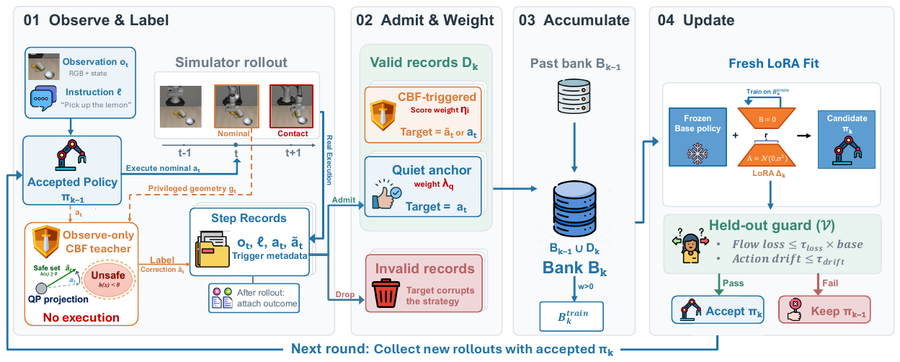 01 Observe & Label
Observation oₜ
RGB + state
Instruction ℓ
"Pick up the lemon"
Simulator rollout
Nominal
Contact
t-1
t
t+1
Execute nominal aₜ
Real Execution
Accepted Policy
πₖ₋₁
Privileged geometry gₜ
aₜ
Observe-only
CBF teacher
Safe set
h(x) ≥ 0
ãₜ
aₜ
Unsafe
h(x) < 0
QP projection
No execution
Label
Correction ãₜ
Step Records
oₜ, ℓ, aₜ, ãₜ
Trigger metadata
After rollout:
attach outcome
Admit
Drop
02 Admit & Weight
Valid records Dₖ
CBF-triggered
Score weight ηᵢ
Target = ãₜ or aₜ
Quiet anchor
weight λ_q
Target = aₜ
Invalid records
Target corrupts
the strategy
03 Accumulate
Past bank Bₖ₋₁
Bₖ₋₁ ∪ Dₖ
Bank Bₖ
w>0
Bₖᵗʳᵃⁱⁿ
04 Update
Fresh LoRA Fit
Train on Bₖᵗʳᵃⁱⁿ
Frozen
Base policy
+
B = 0
r
A = 𝒩(0,σ²)
LoRA Δₖ
Candidate
πₖ
Held-out guard (𝒱)
• Flow loss ≤ τ_loss × base
• Action drift ≤ τ_drift
Pass
Fail
Accept πₖ
Keep πₖ₋₁
Next round: Collect new rollouts with accepted πₖ